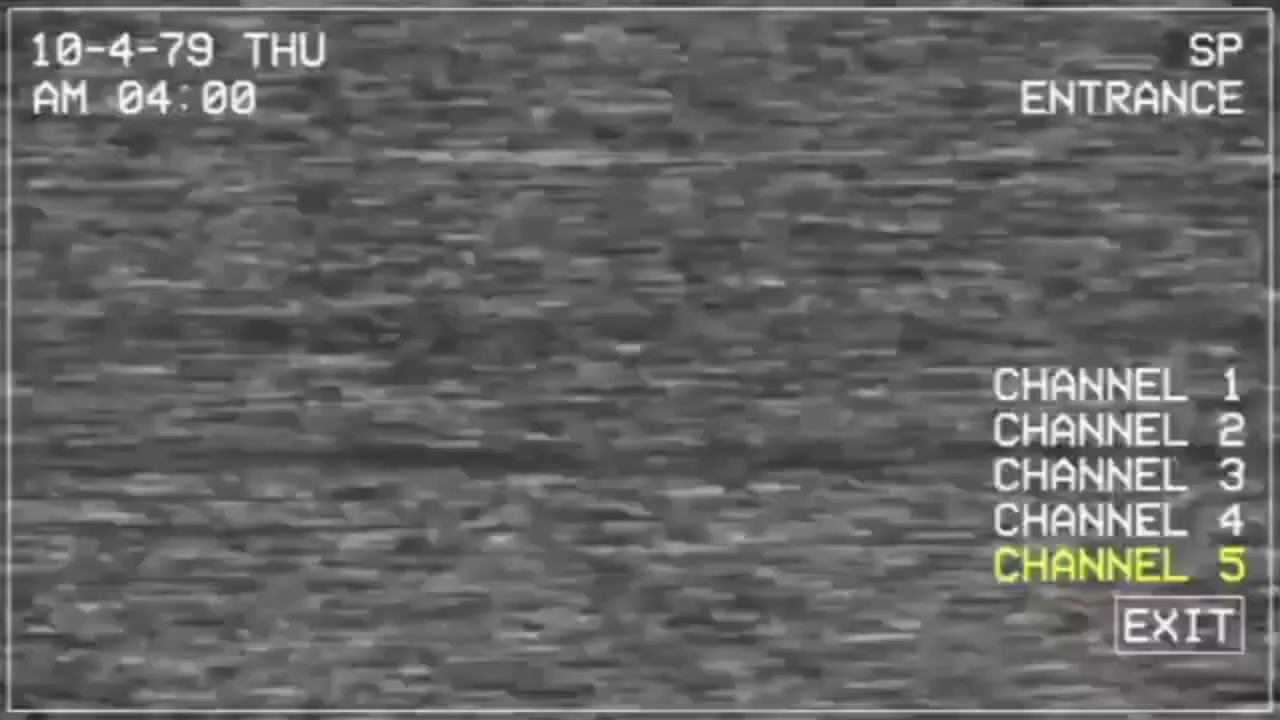 10-4-79 THU
AM 04:00
SP
ENTRANCE
CHANNEL 1
CHANNEL 2
CHANNEL 3
CHANNEL 4
CHANNEL 5
EXIT